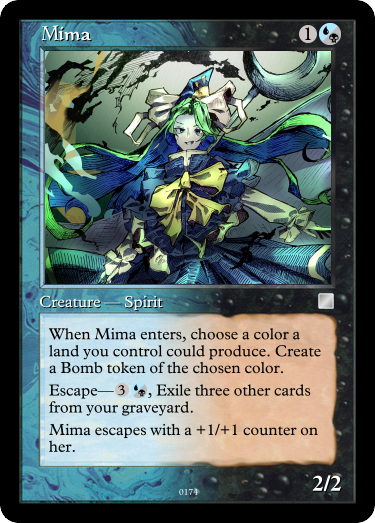 Mima 1
Creature — Spirit
When Mima enters, choose a color a
land you control could produce. Create
a Bomb token of the chosen color.
Escape—3 , Exile three other cards
from your graveyard.
Mima escapes with a +1/+1 counter on
her.
2/2
0174